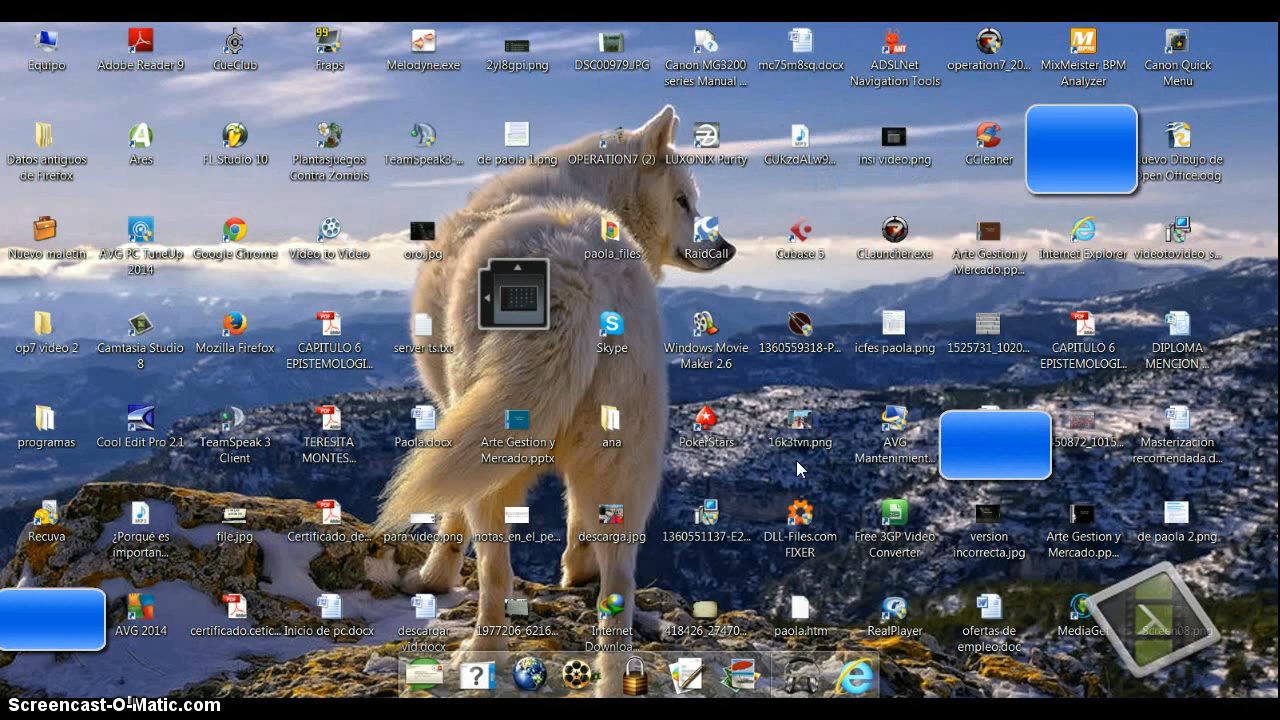 99
Equipo
Adobe Reader 9
CueClub
Fraps
Melodyne.exe
2yl8gpi.png
DSC00979.JPG
Canon MG3200
series Manual ...
mc75m8sq.docx
ADSLNet
Navigation Tools
operation7_20...
MixMeister BPM
Analyzer
Canon Quick
Menu
Datos antiguos
de Firefox
Ares
FL Studio 10
Plantasjuegos
Contra Zombis
TeamSpeak3-...
de paola 1.png
OPERATION7 (2)
LUXONIX Purity
CUKzdALw9...
insi video.png
CCleaner
uevo Dibujo de
pen Office.odg
Nuevo maletín
AVG PC TuneUp
2014
Google Chrome
Video to Video
oro.jpg
paola_files
RaidCall
Cubase 5
CLauncher.exe
Arte Gestion y
Mercado.pp...
Internet Explorer
videotovideo_s...
op7 video 2
Camtasia Studio
8
Mozilla Firefox
CAPITULO 6
EPISTEMOLOGI...
server ts.txt
Skype
Windows Movie
Maker 2.6
1360559318-P...
icfes paola.png
1525731_1020...
CAPITULO 6
EPISTEMOLOGI...
DIPLOMA
MENCION ...
programas
Cool Edit Pro 2.1
TeamSpeak 3
Client
TERESITA
MONTES...
Paola.docx
Arte Gestion y
Mercado.pptx
ana
PokerStars
16k3tvn.png
AVG
Mantenimient...
50872_1015...
Masterización
recomendada.d...
Recuva
¿Porqué es
importan...
file.jpg
Certificado_de...
para video.png
notas_en_el_pe...
descarga.jpg
1360551137-E2...
DLL-Files.com
FIXER
Free 3GP Video
Converter
version
incorrecta.jpg
Arte Gestion y
Mercado.pp...
de paola 2.png
AVG 2014
certificado.cetic...
Inicio de pc.docx
descargar
vid.docx
1977206_6216...
Internet
Downloa...
418426_27470...
paola.htm
RealPlayer
ofertas de
empleo.doc
MediaGet
Screen08.png
Screencast-O-Matic.com